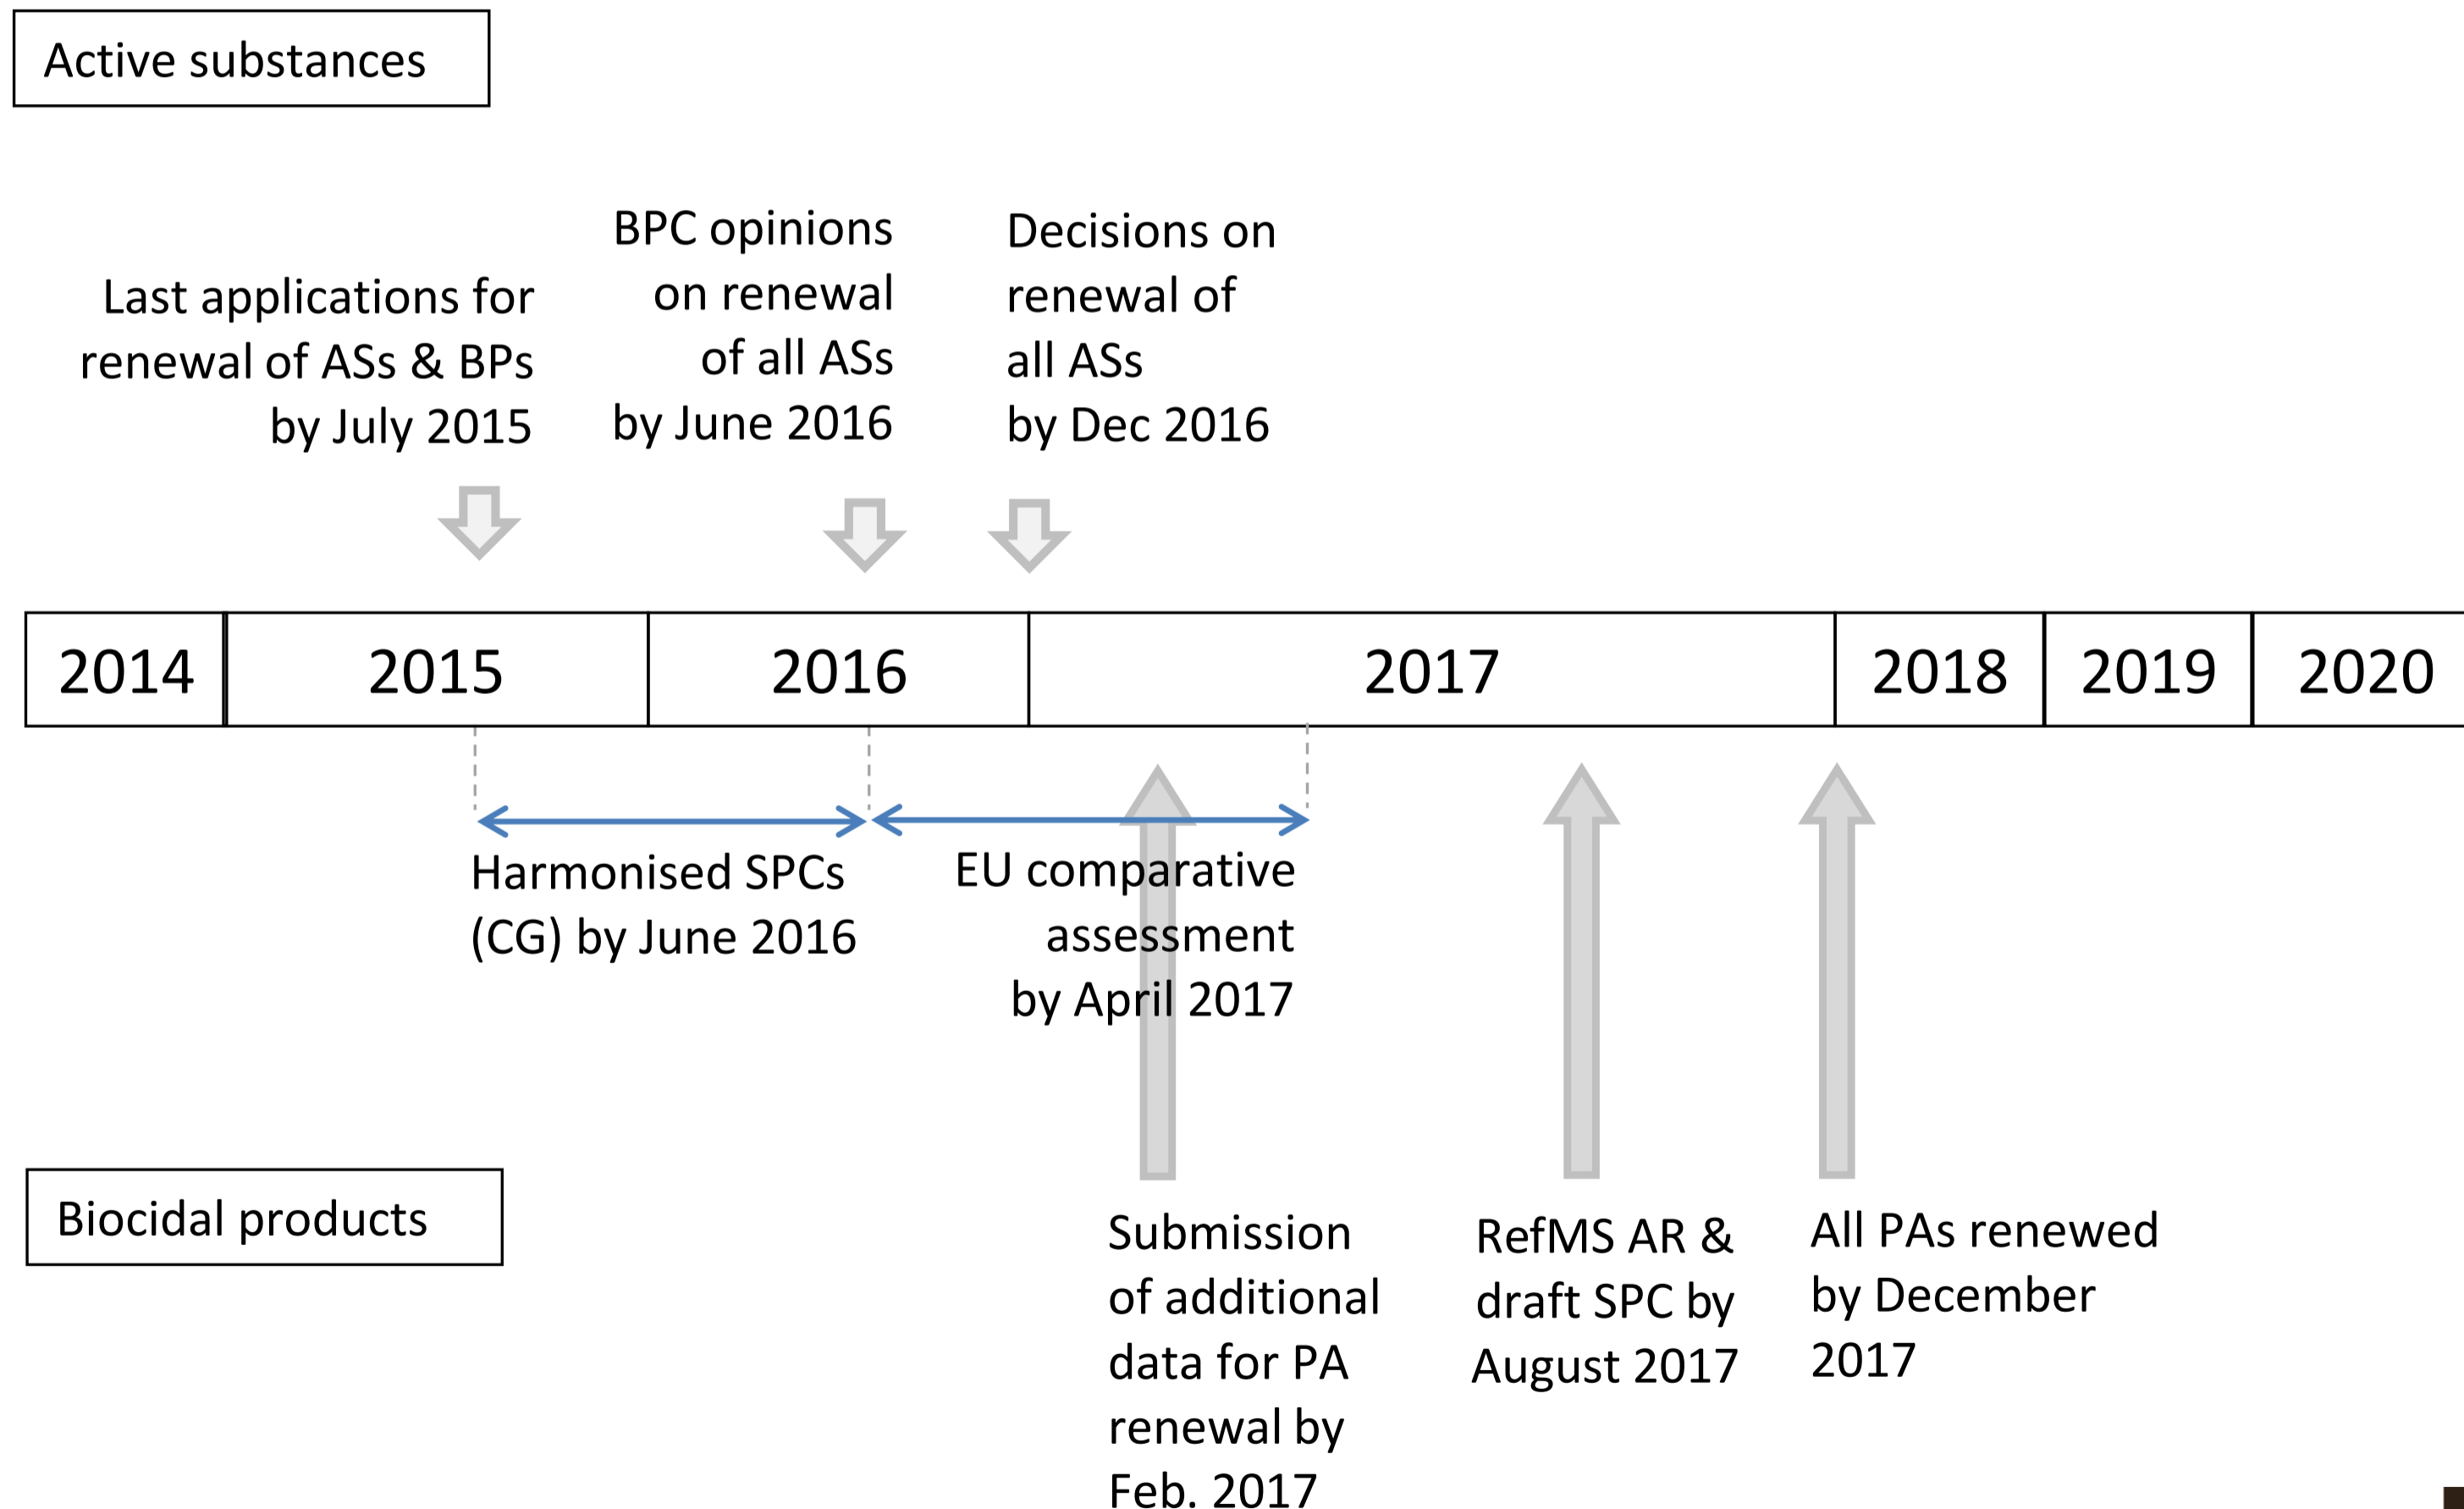 Active substances
Last applications for
renewal of ASs & BPs
by July 2015
BPC opinions
on renewal
of all ASs
by June 2016
Decisions on
renewal of
all ASs
by Dec 2016
2014
2015
2016
2017
2018
2019
2020
Harmonised SPCs
(CG) by June 2016
EU comparative
assessment
by April 2017
Biocidal products
Submission
of additional
data for PA
renewal by
Feb. 2017
RefMS AR &
draft SPC by
August 2017
All PAs renewed
by December
2017